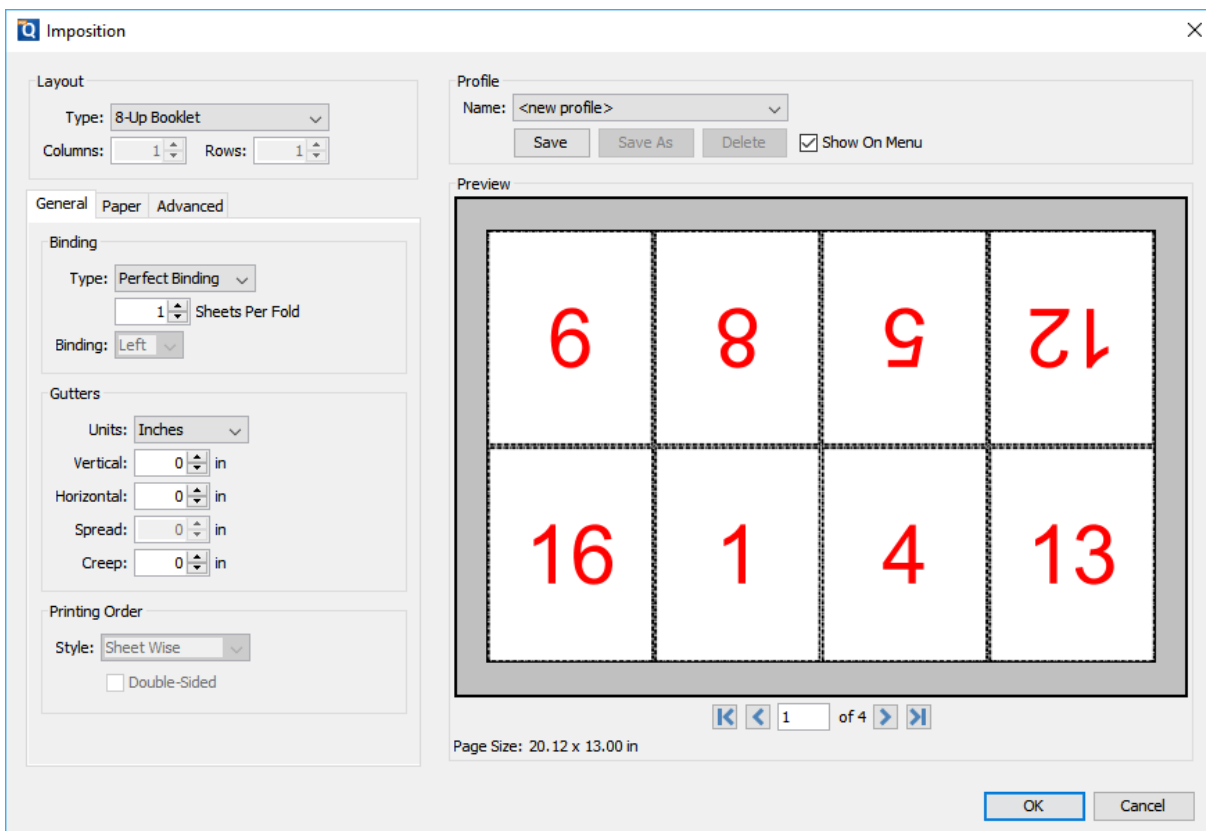 Imposition
Layout
Type: 8-Up Booklet
Columns: 1 Rows: 1
General Paper Advanced
Binding
Type: Perfect Binding
1 Sheets Per Fold
Binding: Left
Gutters
Units: Inches
Vertical: 0 in
Horizontal: 0 in
Spread: 0 in
Creep: 0 in
Printing Order
Style: Sheet Wise
Double-Sided
Profile
Name: <new profile>
Save Save As Delete Show On Menu
Preview
9 8 5 12
16 1 4 13
1 of 4
Page Size: 20.12 x 13.00 in
OK Cancel